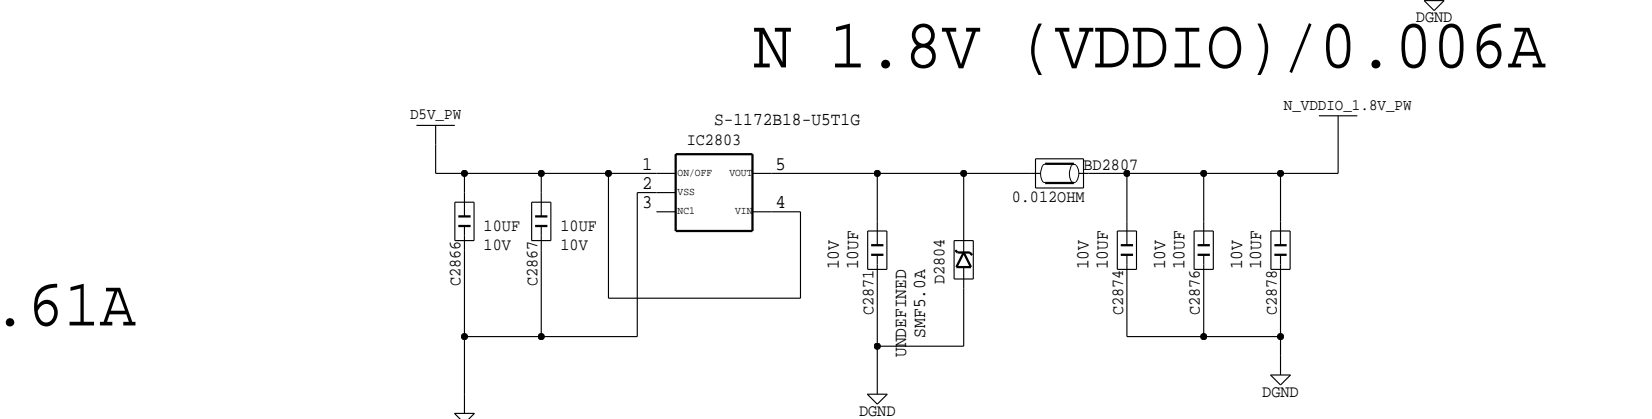 DGND
N 1.8V (VDDIO)/0.006A
D5V_PW
N_VDDIO_1.8V_PW
S-1172B18-U5T1G
IC2803
1
ON/OFF
VOUT
5
2
VSS
3
NC1
VIN
4
BD2807
0.012OHM
10UF
10V
C2866
10UF
10V
C2867
10V
10UF
C2871
UNDEFINED
SMF5.0A
D2804
10V
10UF
C2874
10V
10UF
C2876
10V
10UF
C2878
.61A
DGND
DGND